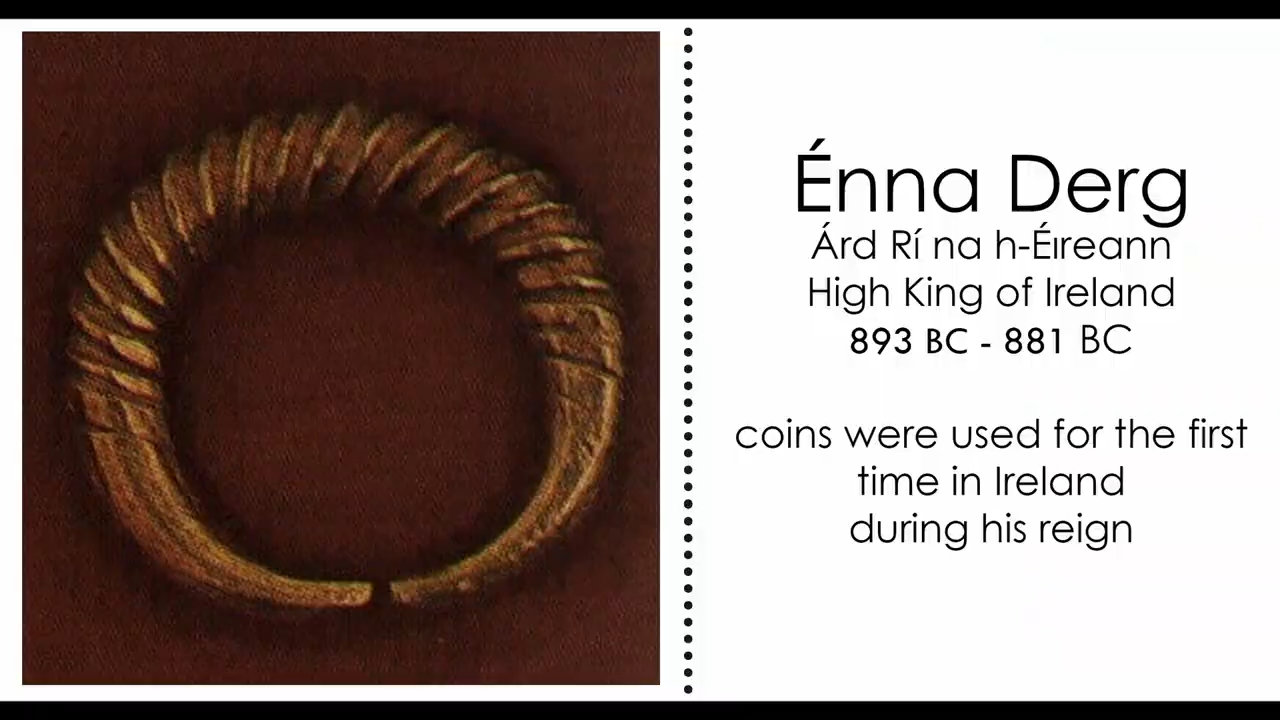 Énna Derg
Árd Rí na h-Éireann
High King of Ireland
893 BC - 881 BC
coins were used for the first
time in Ireland
during his reign